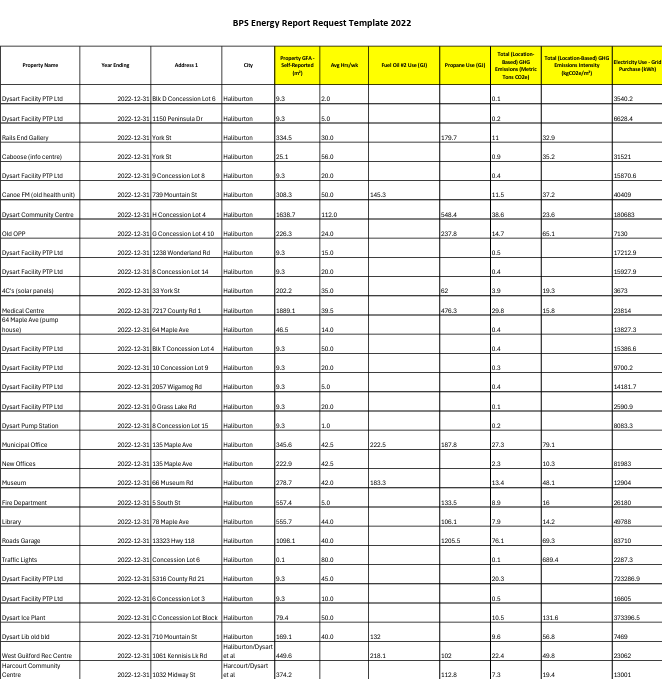 BPS Energy Report Request Template 2022
Property Name Year Ending Address 1 City Property GFA - Self-Reported (m²) Avg Hrs/wk Fuel Oil #2 Use (GJ) Propane Use (GJ) Total (Location-Based) GHG Emissions (Metric Tons CO2e) Total (Location-Based) GHG Emissions Intensity (kgCO2e/m²) Electricity Use - Grid Purchase (kWh)
Dysart Facility PTP Ltd 2022-12-31 Blk D Concession Lot 6 Haliburton 9.3 2.0 0.1 3540.2
Dysart Facility PTP Ltd 2022-12-31 1150 Peninsula Dr Haliburton 9.3 5.0 0.2 6628.4
Rails End Gallery 2022-12-31 York St Haliburton 334.5 30.0 179.7 11 32.9
Caboose (info centre) 2022-12-31 York St Haliburton 25.1 56.0 0.9 35.2 31521
Dysart Facility PTP Ltd 2022-12-31 9 Concession Lot 8 Haliburton 9.3 20.0 0.4 15870.6
Canoe FM (old health unit) 2022-12-31 739 Mountain St Haliburton 308.3 50.0 145.3 11.5 37.2 40409
Dysart Community Centre 2022-12-31 H Concession Lot 4 Haliburton 1638.7 112.0 548.4 38.6 23.6 180683
Old OPP 2022-12-31 G Concession Lot 4 10 Haliburton 226.3 24.0 237.8 14.7 65.1 7130
Dysart Facility PTP Ltd 2022-12-31 1238 Wonderland Rd Haliburton 9.3 15.0 0.5 17212.9
Dysart Facility PTP Ltd 2022-12-31 8 Concession Lot 14 Haliburton 9.3 20.0 0.4 15927.9
4C's (solar panels) 2022-12-31 33 York St Haliburton 202.2 35.0 62 3.9 19.3 3673
Medical Centre 2022-12-31 7217 County Rd 1 Haliburton 1889.1 39.5 476.3 29.8 15.8 23814
64 Maple Ave (pump house) 2022-12-31 64 Maple Ave Haliburton 46.5 14.0 0.4 13827.3
Dysart Facility PTP Ltd 2022-12-31 Blk T Concession Lot 4 Haliburton 9.3 50.0 0.4 15386.6
Dysart Facility PTP Ltd 2022-12-31 10 Concession Lot 9 Haliburton 9.3 20.0 0.3 9700.2
Dysart Facility PTP Ltd 2022-12-31 2057 Wigamog Rd Haliburton 9.3 5.0 0.4 14181.7
Dysart Facility PTP Ltd 2022-12-31 0 Grass Lake Rd Haliburton 9.3 20.0 0.1 2590.9
Dysart Pump Station 2022-12-31 8 Concession Lot 15 Haliburton 9.3 1.0 0.2 8083.3
Municipal Office 2022-12-31 135 Maple Ave Haliburton 345.6 42.5 222.5 187.8 27.3 79.1
New Offices 2022-12-31 135 Maple Ave Haliburton 222.9 42.5 2.3 10.3 81983
Museum 2022-12-31 66 Museum Rd Haliburton 278.7 42.0 183.3 13.4 48.1 12904
Fire Department 2022-12-31 5 South St Haliburton 557.4 5.0 133.5 8.9 16 26180
Library 2022-12-31 78 Maple Ave Haliburton 555.7 44.0 106.1 7.9 14.2 49788
Roads Garage 2022-12-31 13323 Hwy 118 Haliburton 1098.1 40.0 1205.5 76.1 69.3 83710
Traffic Lights 2022-12-31 Concession Lot 6 Haliburton 0.1 80.0 0.1 689.4 2287.3
Dysart Facility PTP Ltd 2022-12-31 5316 County Rd 21 Haliburton 9.3 45.0 20.3 723286.9
Dysart Facility PTP Ltd 2022-12-31 6 Concession Lot 3 Haliburton 9.3 10.0 0.5 16605
Dysart Ice Plant 2022-12-31 C Concession Lot Block Haliburton 79.4 50.0 10.5 131.6 373396.5
Dysart Lib old bld 2022-12-31 710 Mountain St Haliburton 169.1 40.0 132 9.6 56.8 7469
West Guilford Rec Centre 2022-12-31 1061 Kennisis Lk Rd Haliburton/Dysart et al 449.6 218.1 102 22.4 49.8 23062
Harcourt Community Centre 2022-12-31 1032 Midway St Harcourt/Dysart et al 374.2 112.8 7.3 19.4 13001